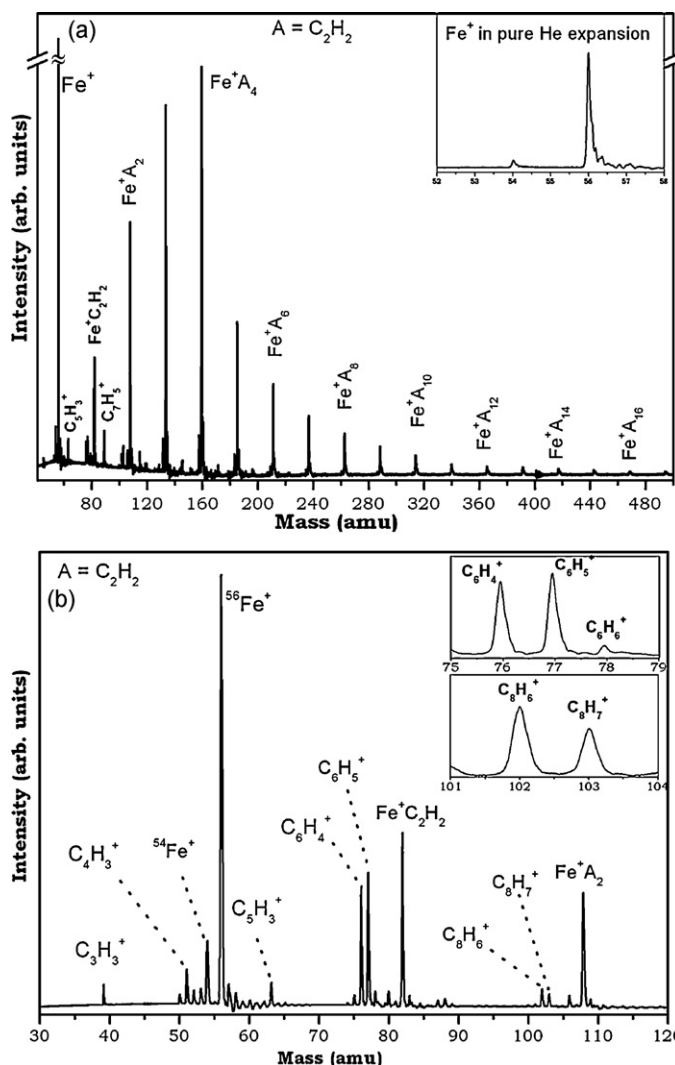 (a)
A = C₂H₂
Fe⁺ in pure He expansion
52 53 54 55 56 57 58
Fe⁺
Fe⁺A₄
Fe⁺A₂
Fe⁺C₂H₂
C₅H₃⁺
C₇H₅⁺
Fe⁺A₆
Fe⁺A₈
Fe⁺A₁₀
Fe⁺A₁₂
Fe⁺A₁₄
Fe⁺A₁₆
Intensity (arb. units)
80 120 160 200 240 280 320 360 400 440 480
Mass (amu)
A = C₂H₂
(b)
⁵⁶Fe⁺
C₆H₄⁺
C₆H₅⁺
C₆H₆⁺
75 76 77 78 79
C₈H₆⁺
C₈H₇⁺
101 102 103 104
C₆H₅⁺
Fe⁺C₂H₂
C₆H₄⁺
C₄H₃⁺
⁵⁴Fe⁺
C₅H₃⁺
C₃H₃⁺
C₈H₇⁺
Fe⁺A₂
C₈H₆⁺
Intensity (arb. units)
30 40 50 60 70 80 90 100 110 120
Mass (amu)